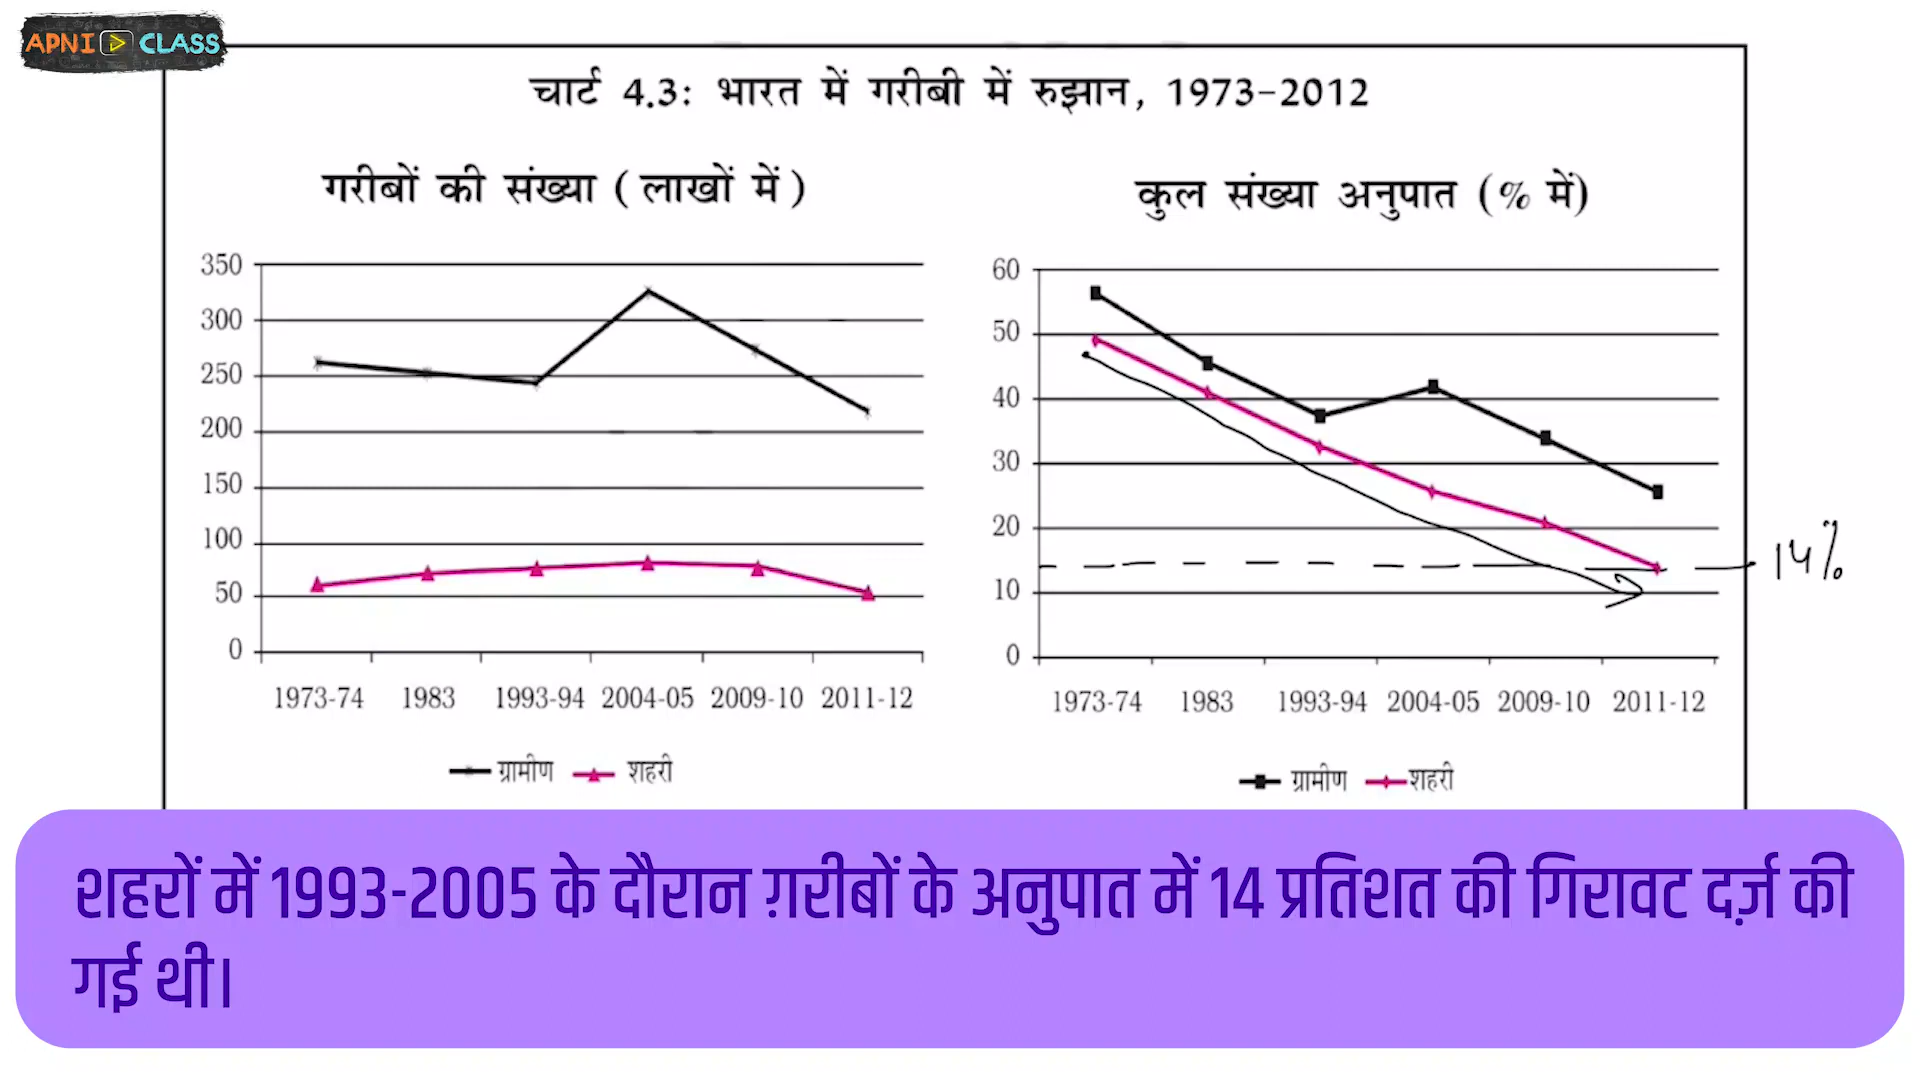 APNI CLASS
चार्ट 4.3: भारत में गरीबी में रुझान, 1973-2012
गरीबों की संख्या (लाखों में)
350
300
250
200
150
100
50
0
1973-74 1983 1993-94 2004-05 2009-10 2011-12
ग्रामीण शहरी
कुल संख्या अनुपात (% में)
60
50
40
30
20
10
0
14%
1973-74 1983 1993-94 2004-05 2009-10 2011-12
ग्रामीण शहरी
शहरों में 1993-2005 के दौरान ग़रीबों के अनुपात में 14 प्रतिशत की गिरावट दर्ज़ की
गई थी।